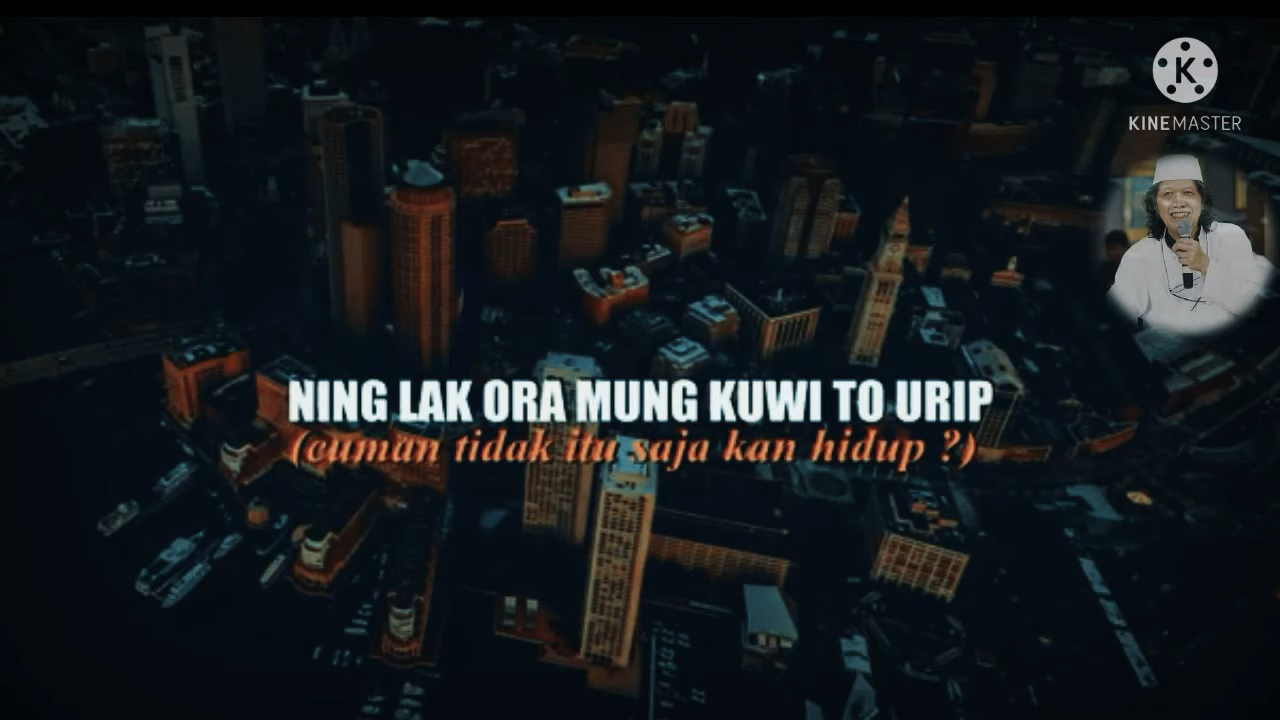 K
KINEMASTER
NING LAK ORA MUNG KUWI TO URIP
(cuman tidak itu saja kan hidup ?)